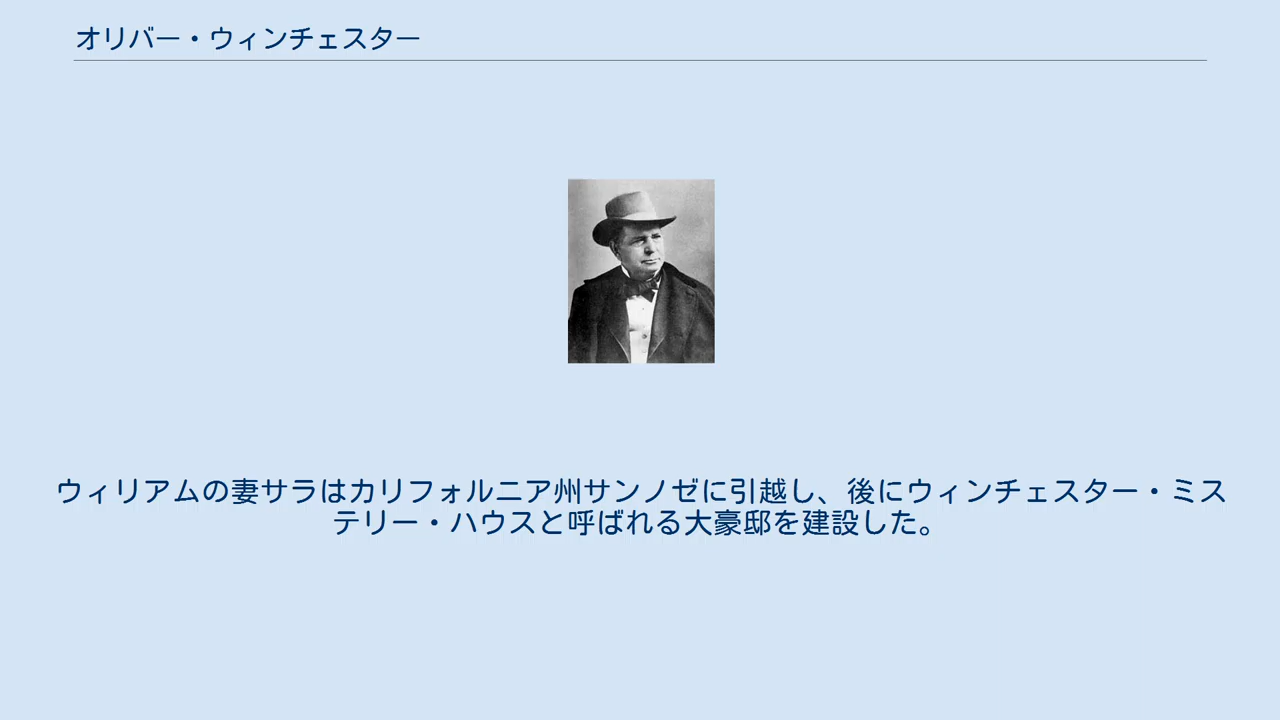 オリバー・ウィンチェスター
ウィリアムの妻サラはカリフォルニア州サンノゼに引越し、後にウィンチェスター・ミス
テリー・ハウスと呼ばれる大豪邸を建設した。